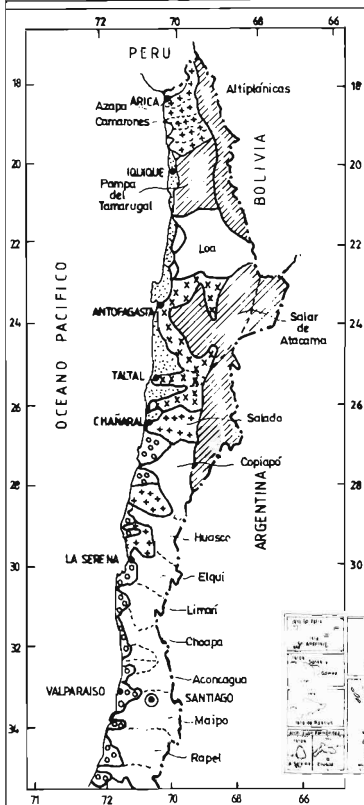 72 70 68 66
PERU
18 18
ARICA
Azapa
Camarones
Altiplánicas
20 20
IQUIQUE
Pampa
del
Tamarugal
BOLIVIA
22 22
Loa
OCEANO PACIFICO
ANTOFAGASTA
24 24
Salar
de
Atacama
TALTAL
26 26
CHAÑARAL
Salado
Copiapó
28 28
ARGENTINA
Huasco
LA SERENA
30 30
Elqui
Limarí
32
Choapa
Aconcagua
VALPARAISO
SANTIAGO
Maipo
34
Rapel
71 70 68 66